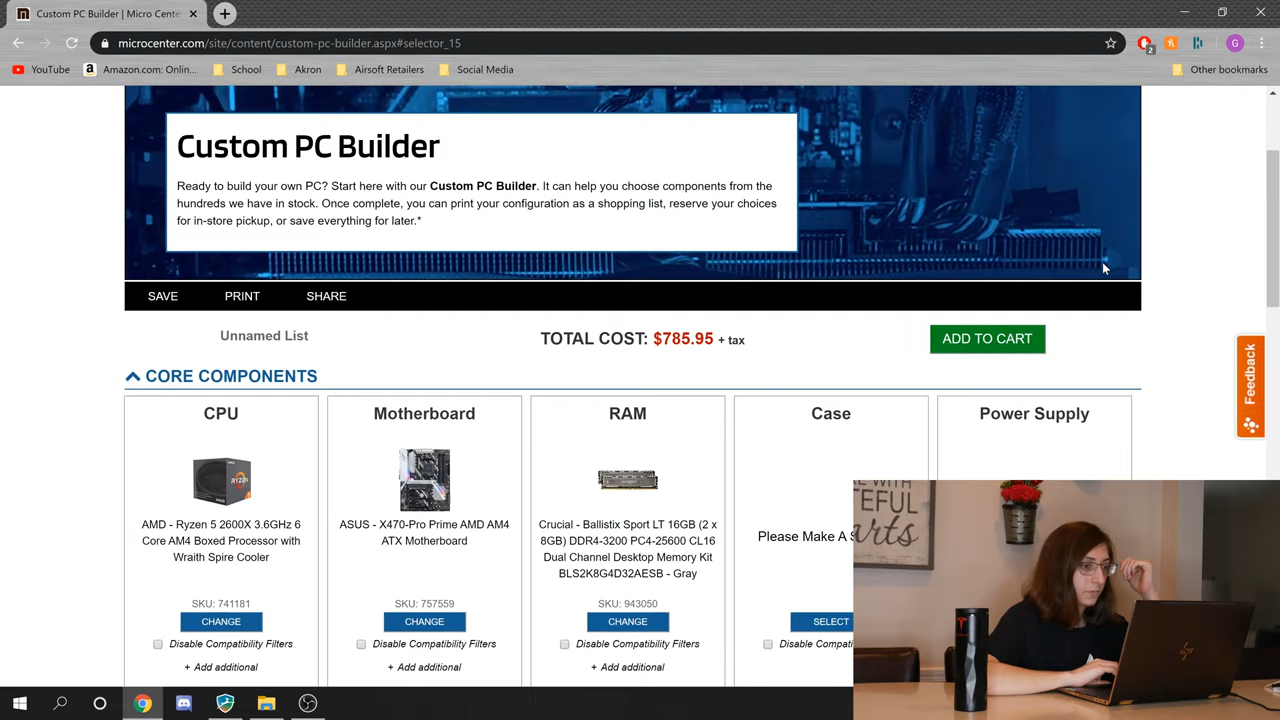 Custom PC Builder | Micro Cente
microcenter.com/site/content/custom-pc-builder.aspx#selector_15
2
G
YouTube
Amazon.com: Onlin...
School
Akron
Airsoft Retailers
Social Media
Other bookmarks
Custom PC Builder
Ready to build your own PC? Start here with our Custom PC Builder. It can help you choose components from the
hundreds we have in stock. Once complete, you can print your configuration as a shopping list, reserve your choices
for in-store pickup, or save everything for later.*
SAVE PRINT SHARE
Unnamed List
TOTAL COST: $785.95 + tax
ADD TO CART
Feedback
CORE COMPONENTS
CPU
RYZEN
AMD - Ryzen 5 2600X 3.6GHz 6
Core AM4 Boxed Processor with
Wraith Spire Cooler
SKU: 741181
CHANGE
Disable Compatibility Filters
+ Add additional
Motherboard
ASUS - X470-Pro Prime AMD AM4
ATX Motherboard
SKU: 757559
CHANGE
Disable Compatibility Filters
+ Add additional
RAM
Crucial - Ballistix Sport LT 16GB (2 x
8GB) DDR4-3200 PC4-25600 CL16
Dual Channel Desktop Memory Kit
BLS2K8G4D32AESB - Gray
SKU: 943050
CHANGE
Disable Compatibility Filters
+ Add additional
Case
Please Make A S
SELECT
Disable Compati
Power Supply
TEFUL
arts